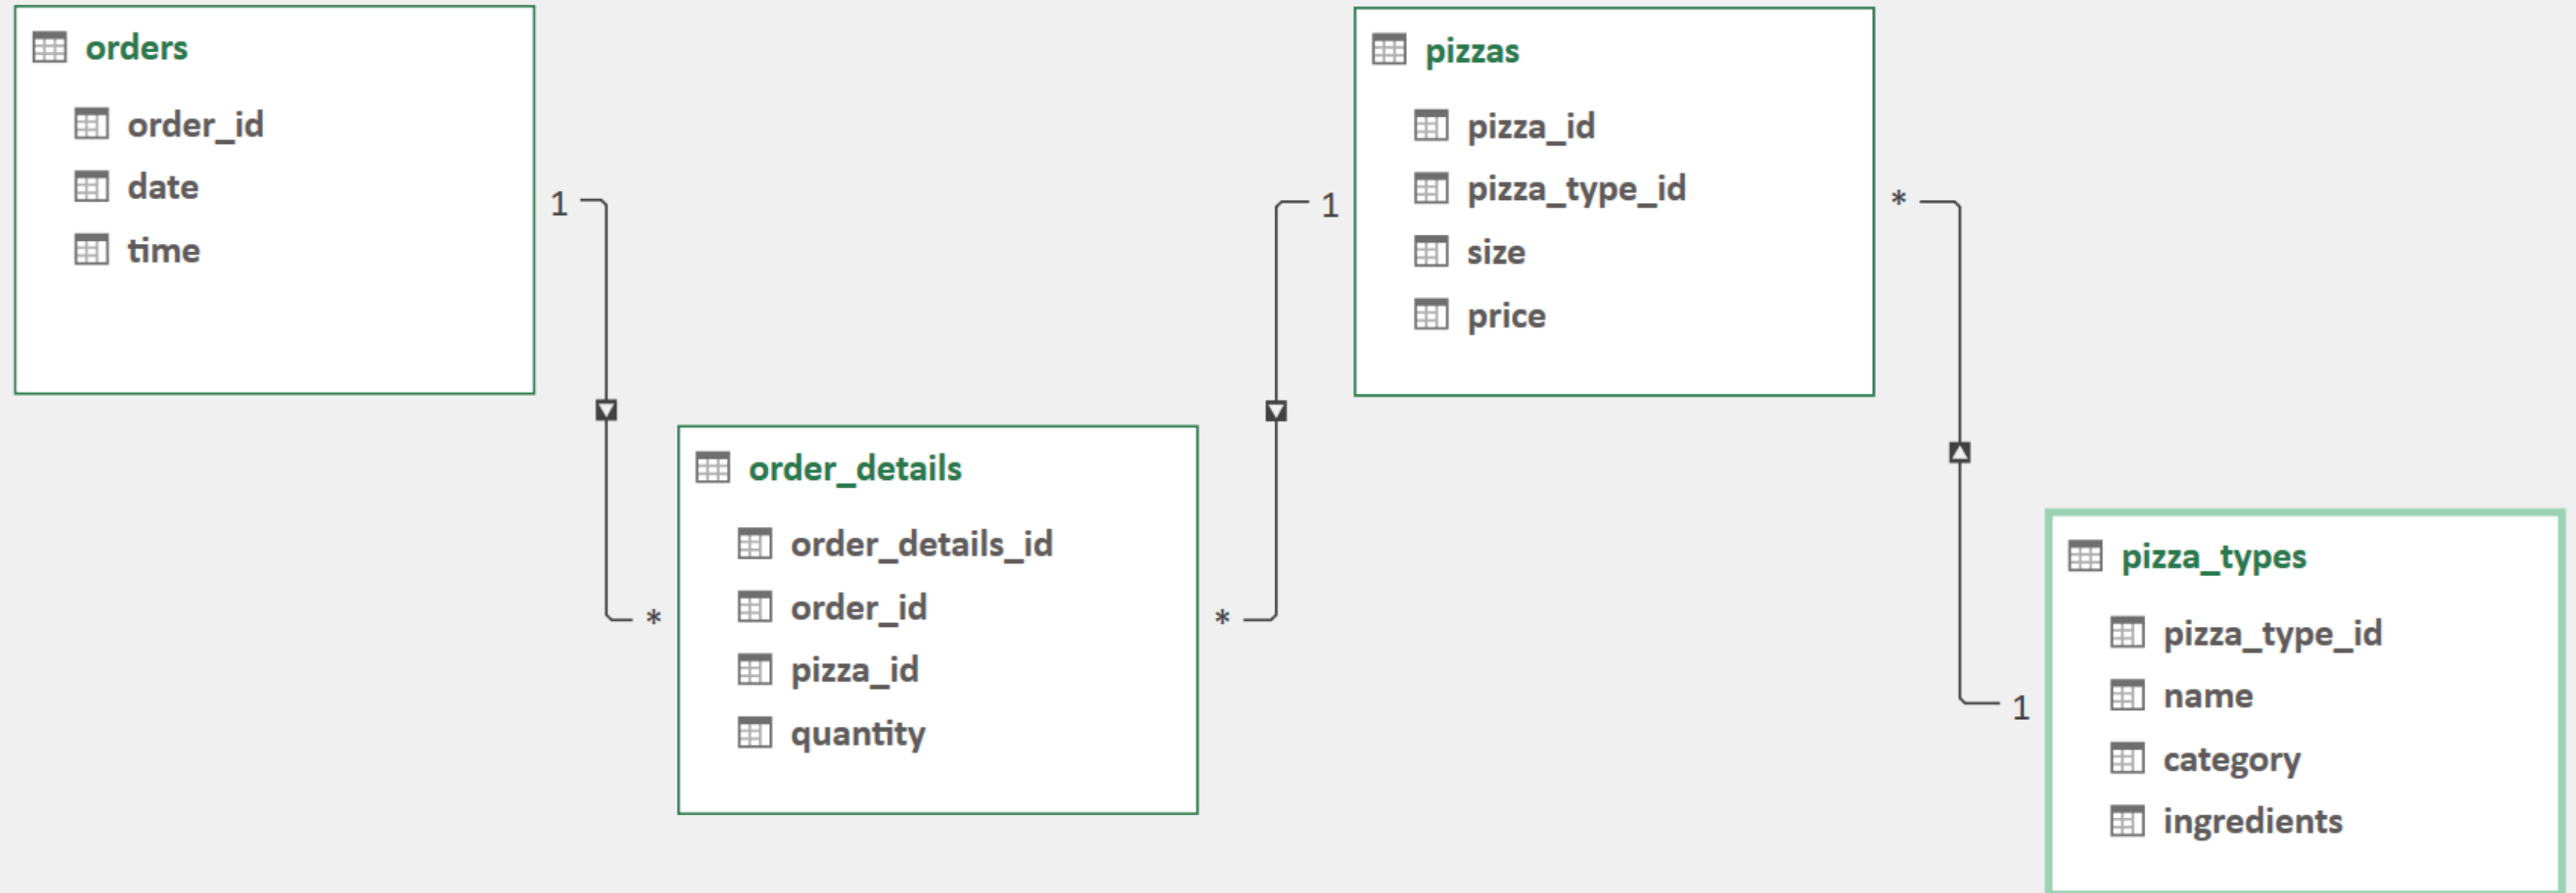 orders
order_id
date
time
1
*
order_details
order_details_id
order_id
pizza_id
quantity
*
1
pizzas
pizza_id
pizza_type_id
size
price
*
1
pizza_types
pizza_type_id
name
category
ingredients